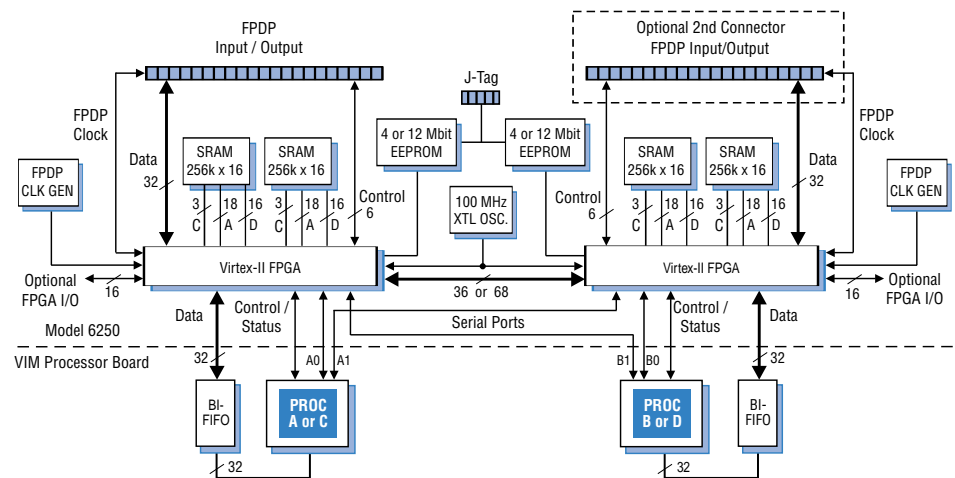 FPDP
Input / Output
Optional 2nd Connector
FPDP Input/Output
J-Tag
FPDP
Clock
FPDP
Clock
4 or 12 Mbit
EEPROM
4 or 12 Mbit
EEPROM
SRAM
256k x 16
SRAM
256k x 16
SRAM
256k x 16
SRAM
256k x 16
Data
32
Data
32
FPDP
CLK GEN
FPDP
CLK GEN
Control
6
Control
6
100 MHz
XTL OSC.
3
18
16
C
A
D
3
18
16
C
A
D
3
18
16
C
A
D
3
18
16
C
A
D
Virtex-II FPGA
Virtex-II FPGA
Optional
FPGA I/O
16
36 or 68
16
Optional
FPGA I/O
Data
Control /
Status
Serial Ports
Control /
Status
Data
Model 6250
VIM Processor Board
32
A0
A1
B1
B0
32
BI-
FIFO
PROC
A or C
PROC
B or D
BI-
FIFO
32
32